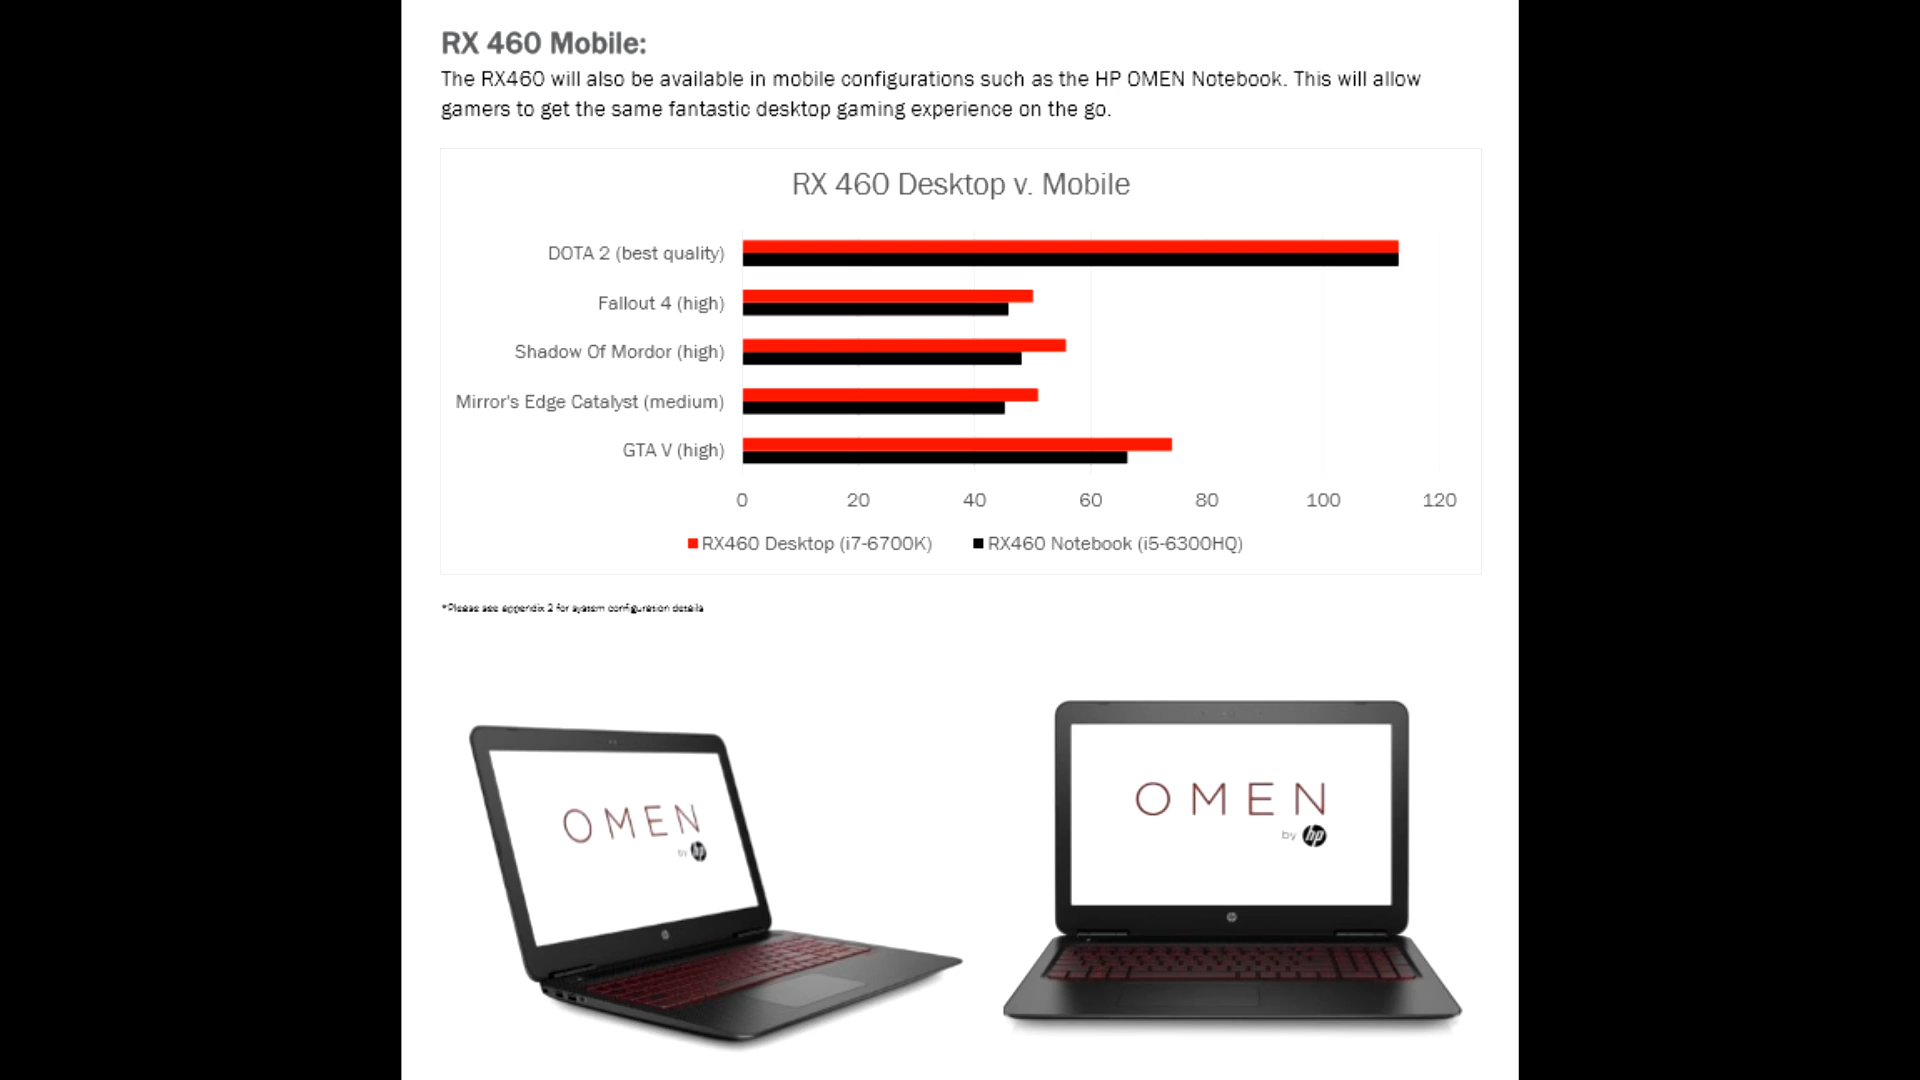 RX 460 Mobile:
The RX460 will also be available in mobile configurations such as the HP OMEN Notebook. This will allow
gamers to get the same fantastic desktop gaming experience on the go.
RX 460 Desktop v. Mobile
DOTA 2 (best quality)
Fallout 4 (high)
Shadow Of Mordor (high)
Mirror's Edge Catalyst (medium)
GTA V (high)
0 20 40 60 80 100 120
RX460 Desktop (i7-6700K) RX460 Notebook (i5-6300HQ)
*Please see appendix 2 for system configuration details
OMEN
by hp
OMEN
by hp